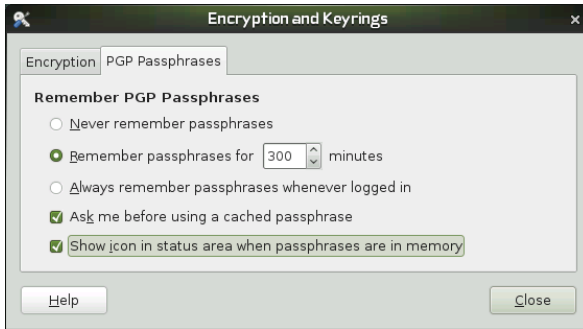 Encryption and Keyrings
Encryption PGP Passphrases
Remember PGP Passphrases
Never remember passphrases
Remember passphrases for 300 minutes
Always remember passphrases whenever logged in
Ask me before using a cached passphrase
Show icon in status area when passphrases are in memory
Help Close